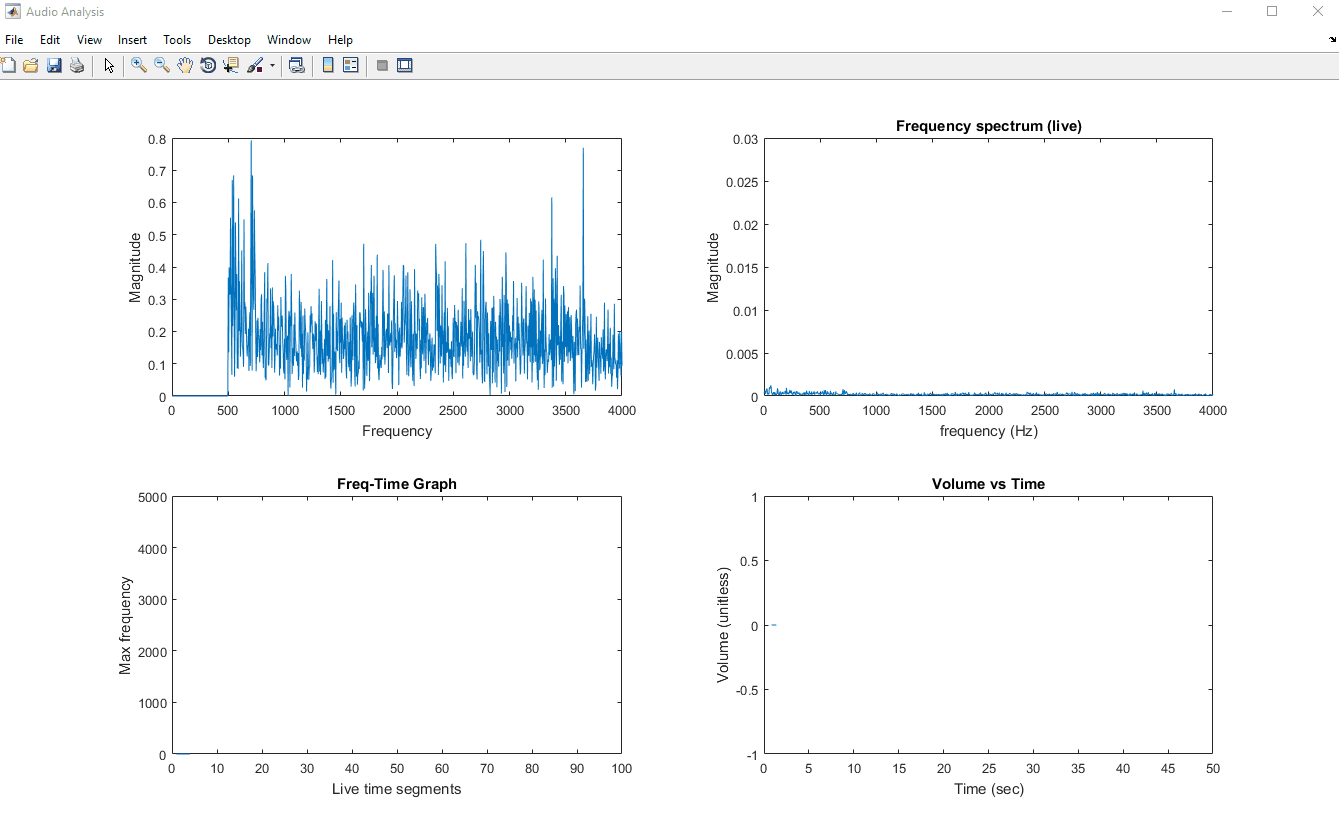 Audio Analysis
File Edit View Insert Tools Desktop Window Help
0.8
0.7
0.6
0.5
0.4
0.3
0.2
0.1
0
Magnitude
0 500 1000 1500 2000 2500 3000 3500 4000
Frequency
Frequency spectrum (live)
0.03
0.025
0.02
0.015
0.01
0.005
0
Magnitude
0 500 1000 1500 2000 2500 3000 3500 4000
frequency (Hz)
Freq-Time Graph
5000
4000
3000
2000
1000
0
Max frequency
0 10 20 30 40 50 60 70 80 90 100
Live time segments
Volume vs Time
1
0.5
0
-0.5
-1
Volume (unitless)
0 5 10 15 20 25 30 35 40 45 50
Time (sec)